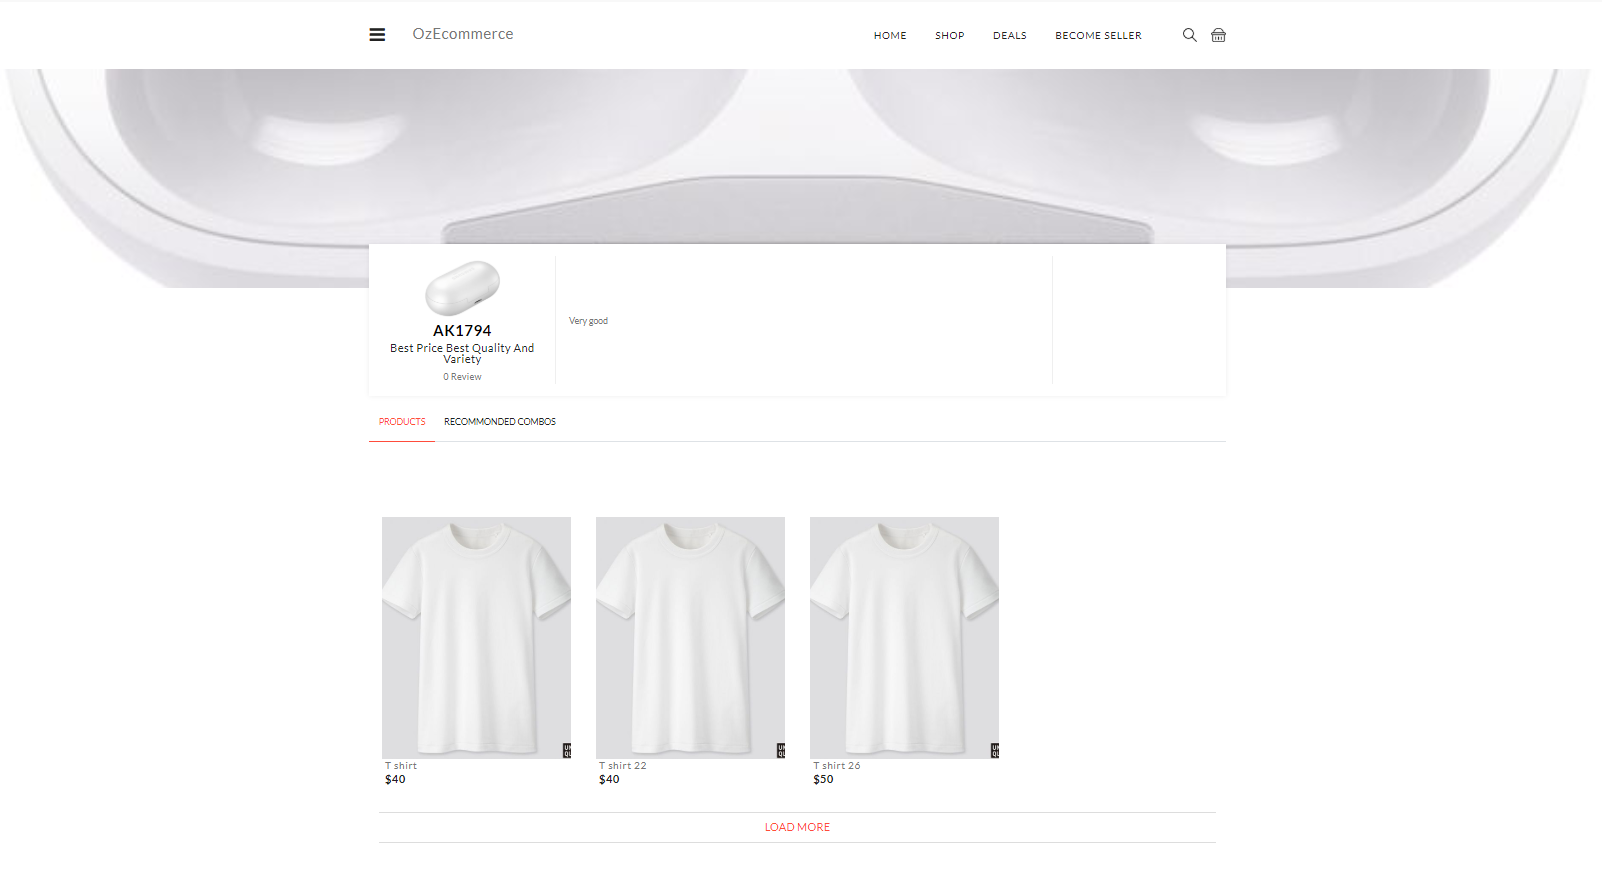 OzEcommerce
HOME
SHOP
DEALS
BECOME SELLER
AK1794
Best Price Best Quality And
Variety
0 Review
Very good
PRODUCTS
RECOMMONDED COMBOS
T shirt
$40
T shirt 22
$40
T shirt 26
$50
LOAD MORE